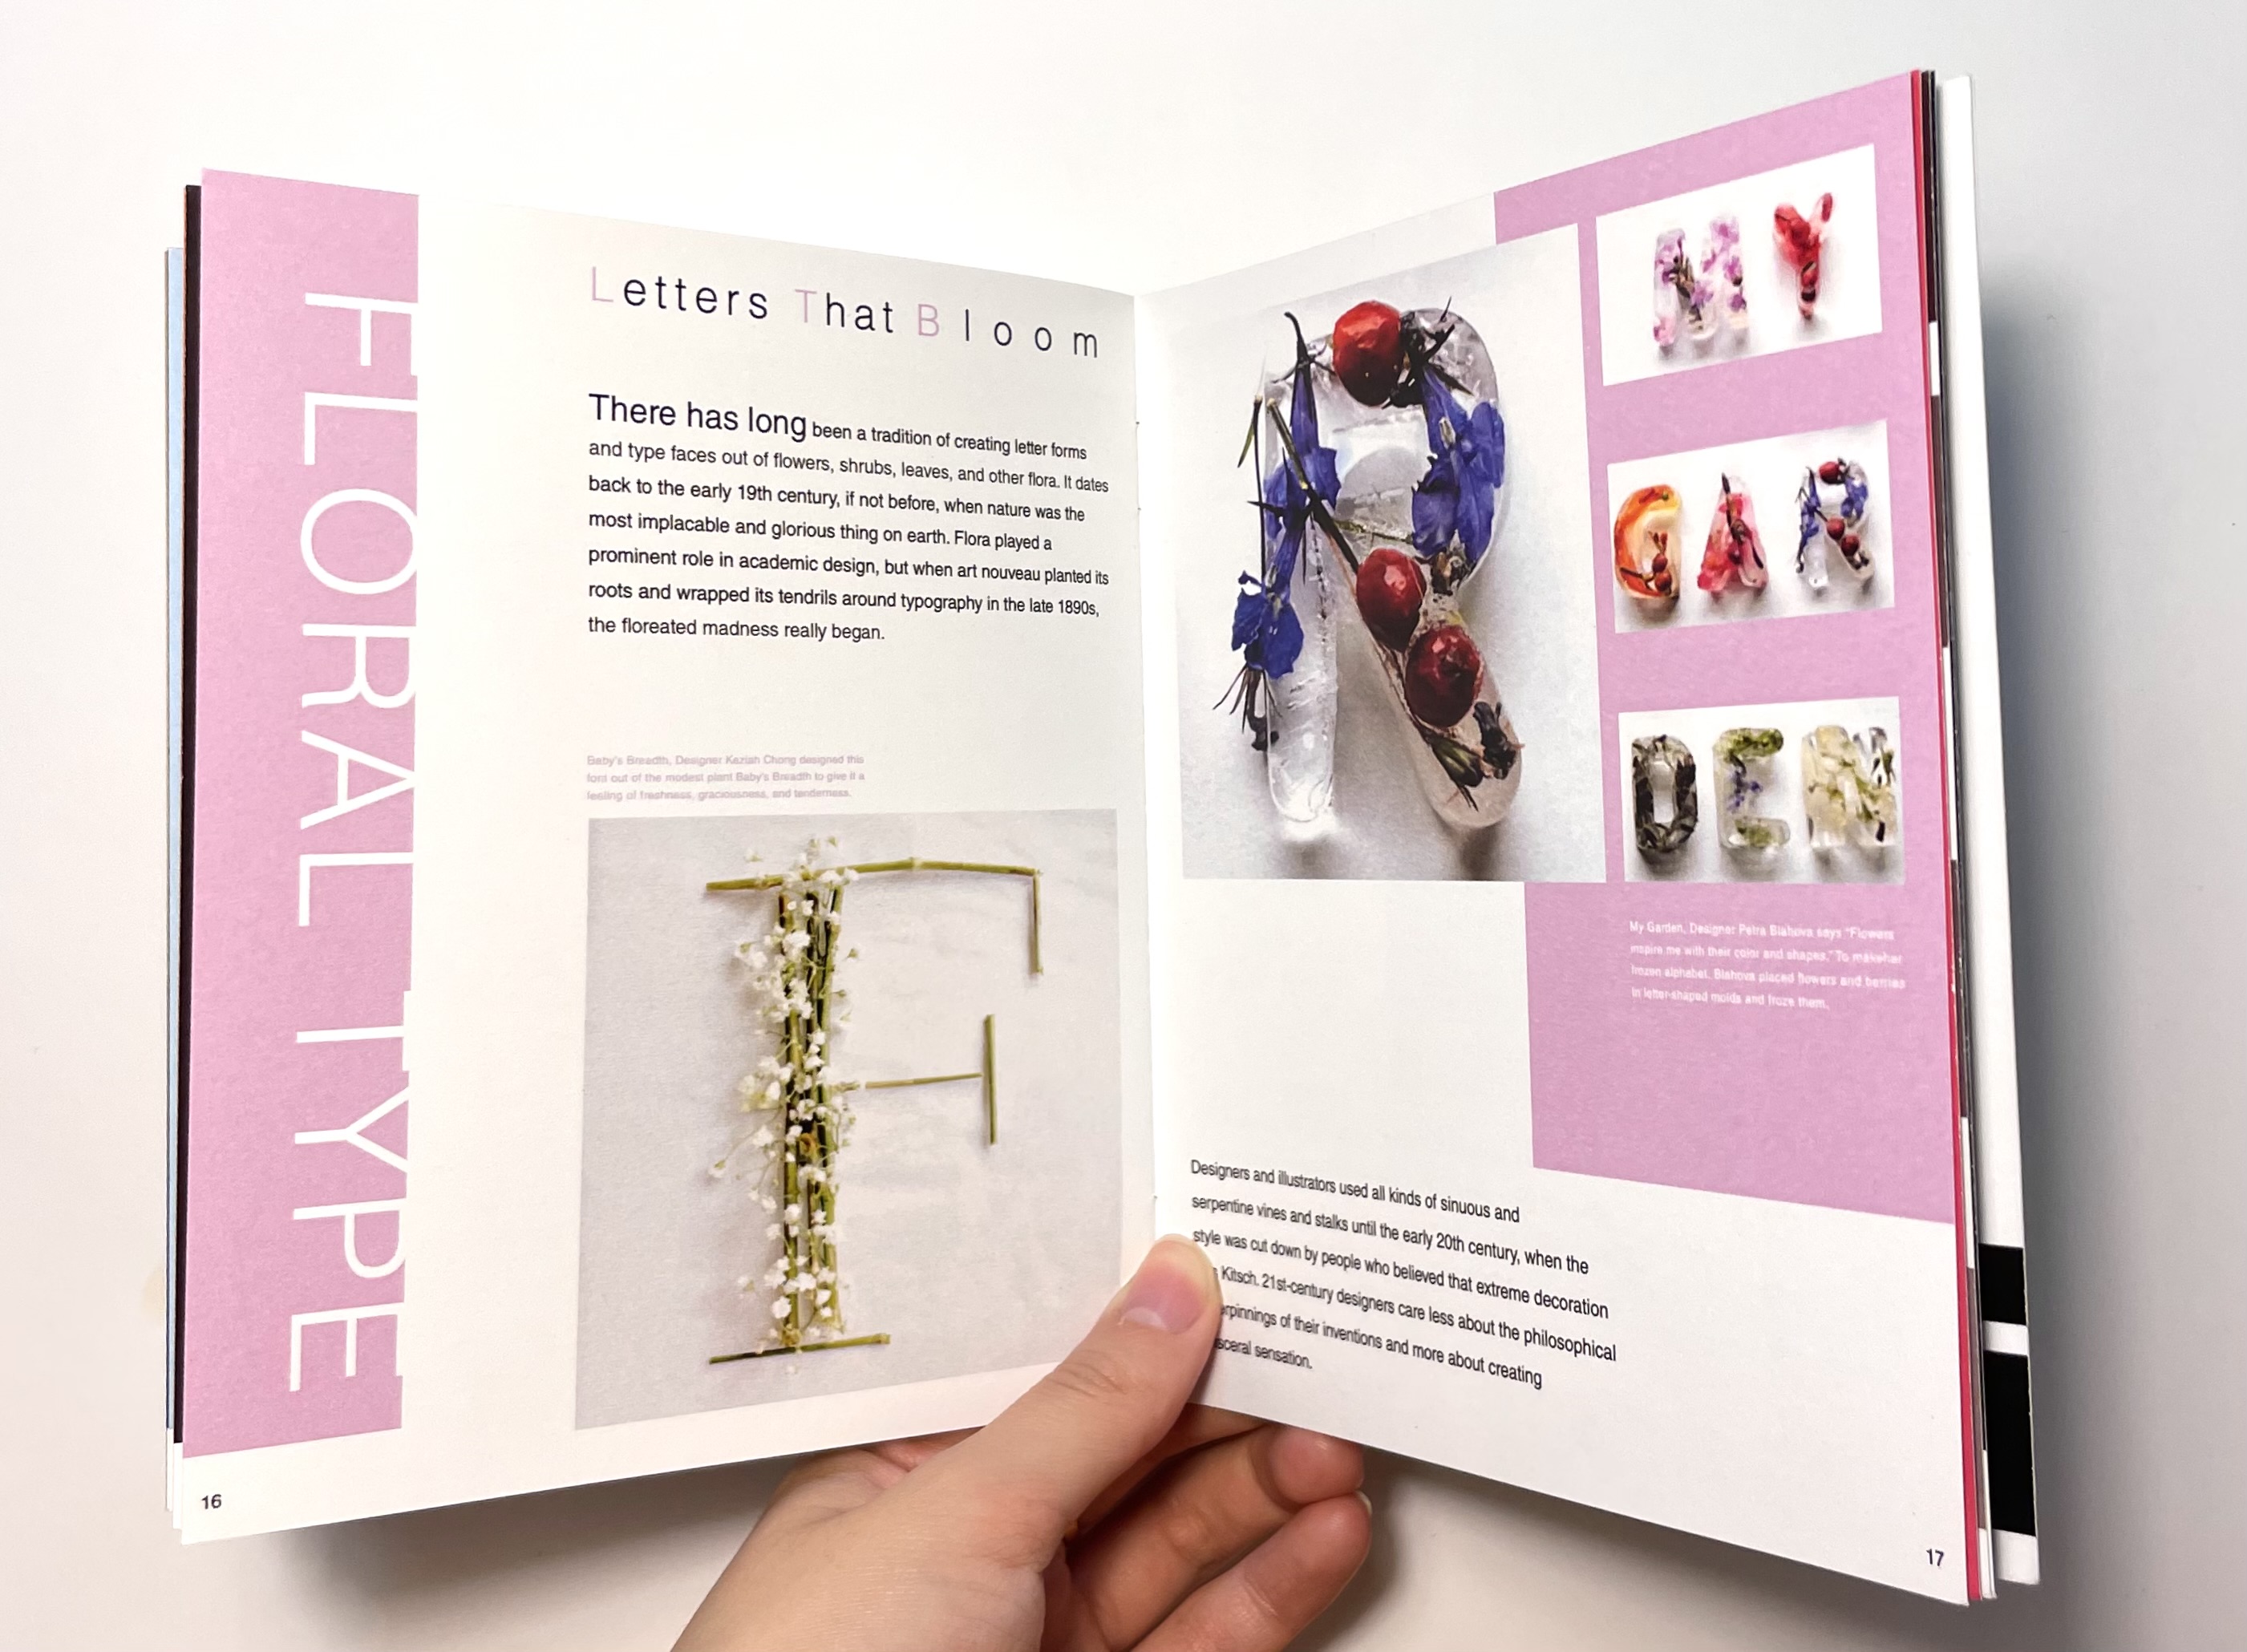 FLORAL TYPE
Letters That Bloom
There has long been a tradition of creating letter forms
and type faces out of flowers, shrubs, leaves, and other flora. It dates
back to the early 19th century, if not before, when nature was the
most implacable and glorious thing on earth. Flora played a
prominent role in academic design, but when art nouveau planted its
roots and wrapped its tendrils around typography in the late 1890s,
the floreated madness really began.
Baby's Breadth, Designer Keziah Chong designed this
font out of the modest plant Baby's Breadth to give it a
feeling of freshness, graciousness, and tenderness.
F
16
R
MY
GAR
DEN
My Garden, Designer Petra Blahova says "Flowers
inspire me with their color and shapes." To makeher
frozen alphabet, Blahova placed flowers and berries
in letter-shaped molds and froze them.
Designers and illustrators used all kinds of sinuous and
serpentine vines and stalks until the early 20th century, when the
style was cut down by people who believed that extreme decoration
Kitsch. 21st-century designers care less about the philosophical
of their inventions and more about creating
sensation.
17